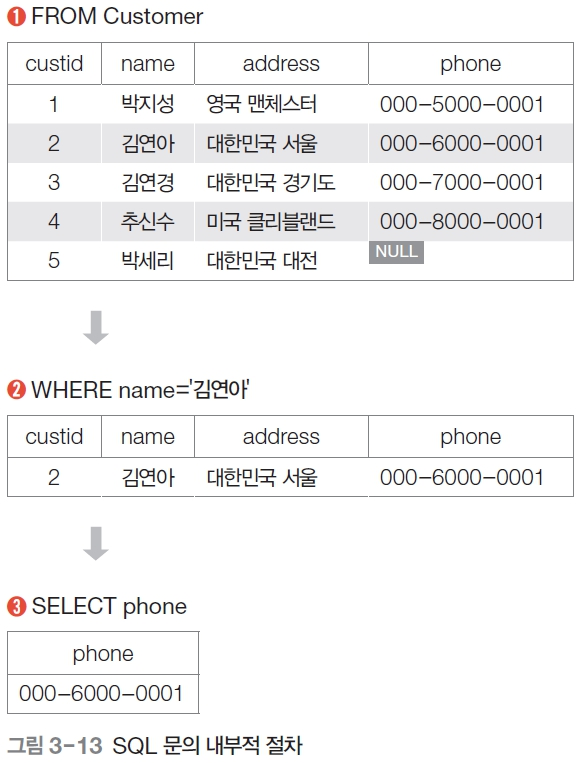 ❶ FROM Customer
custid name address phone
1 박지성 영국 맨체스터 000-5000-0001
2 김연아 대한민국 서울 000-6000-0001
3 김연경 대한민국 경기도 000-7000-0001
4 추신수 미국 클리블랜드 000-8000-0001
5 박세리 대한민국 대전 NULL
❷ WHERE name='김연아'
custid name address phone
2 김연아 대한민국 서울 000-6000-0001
❸ SELECT phone
phone
000-6000-0001
그림 3-13 SQL 문의 내부적 절차